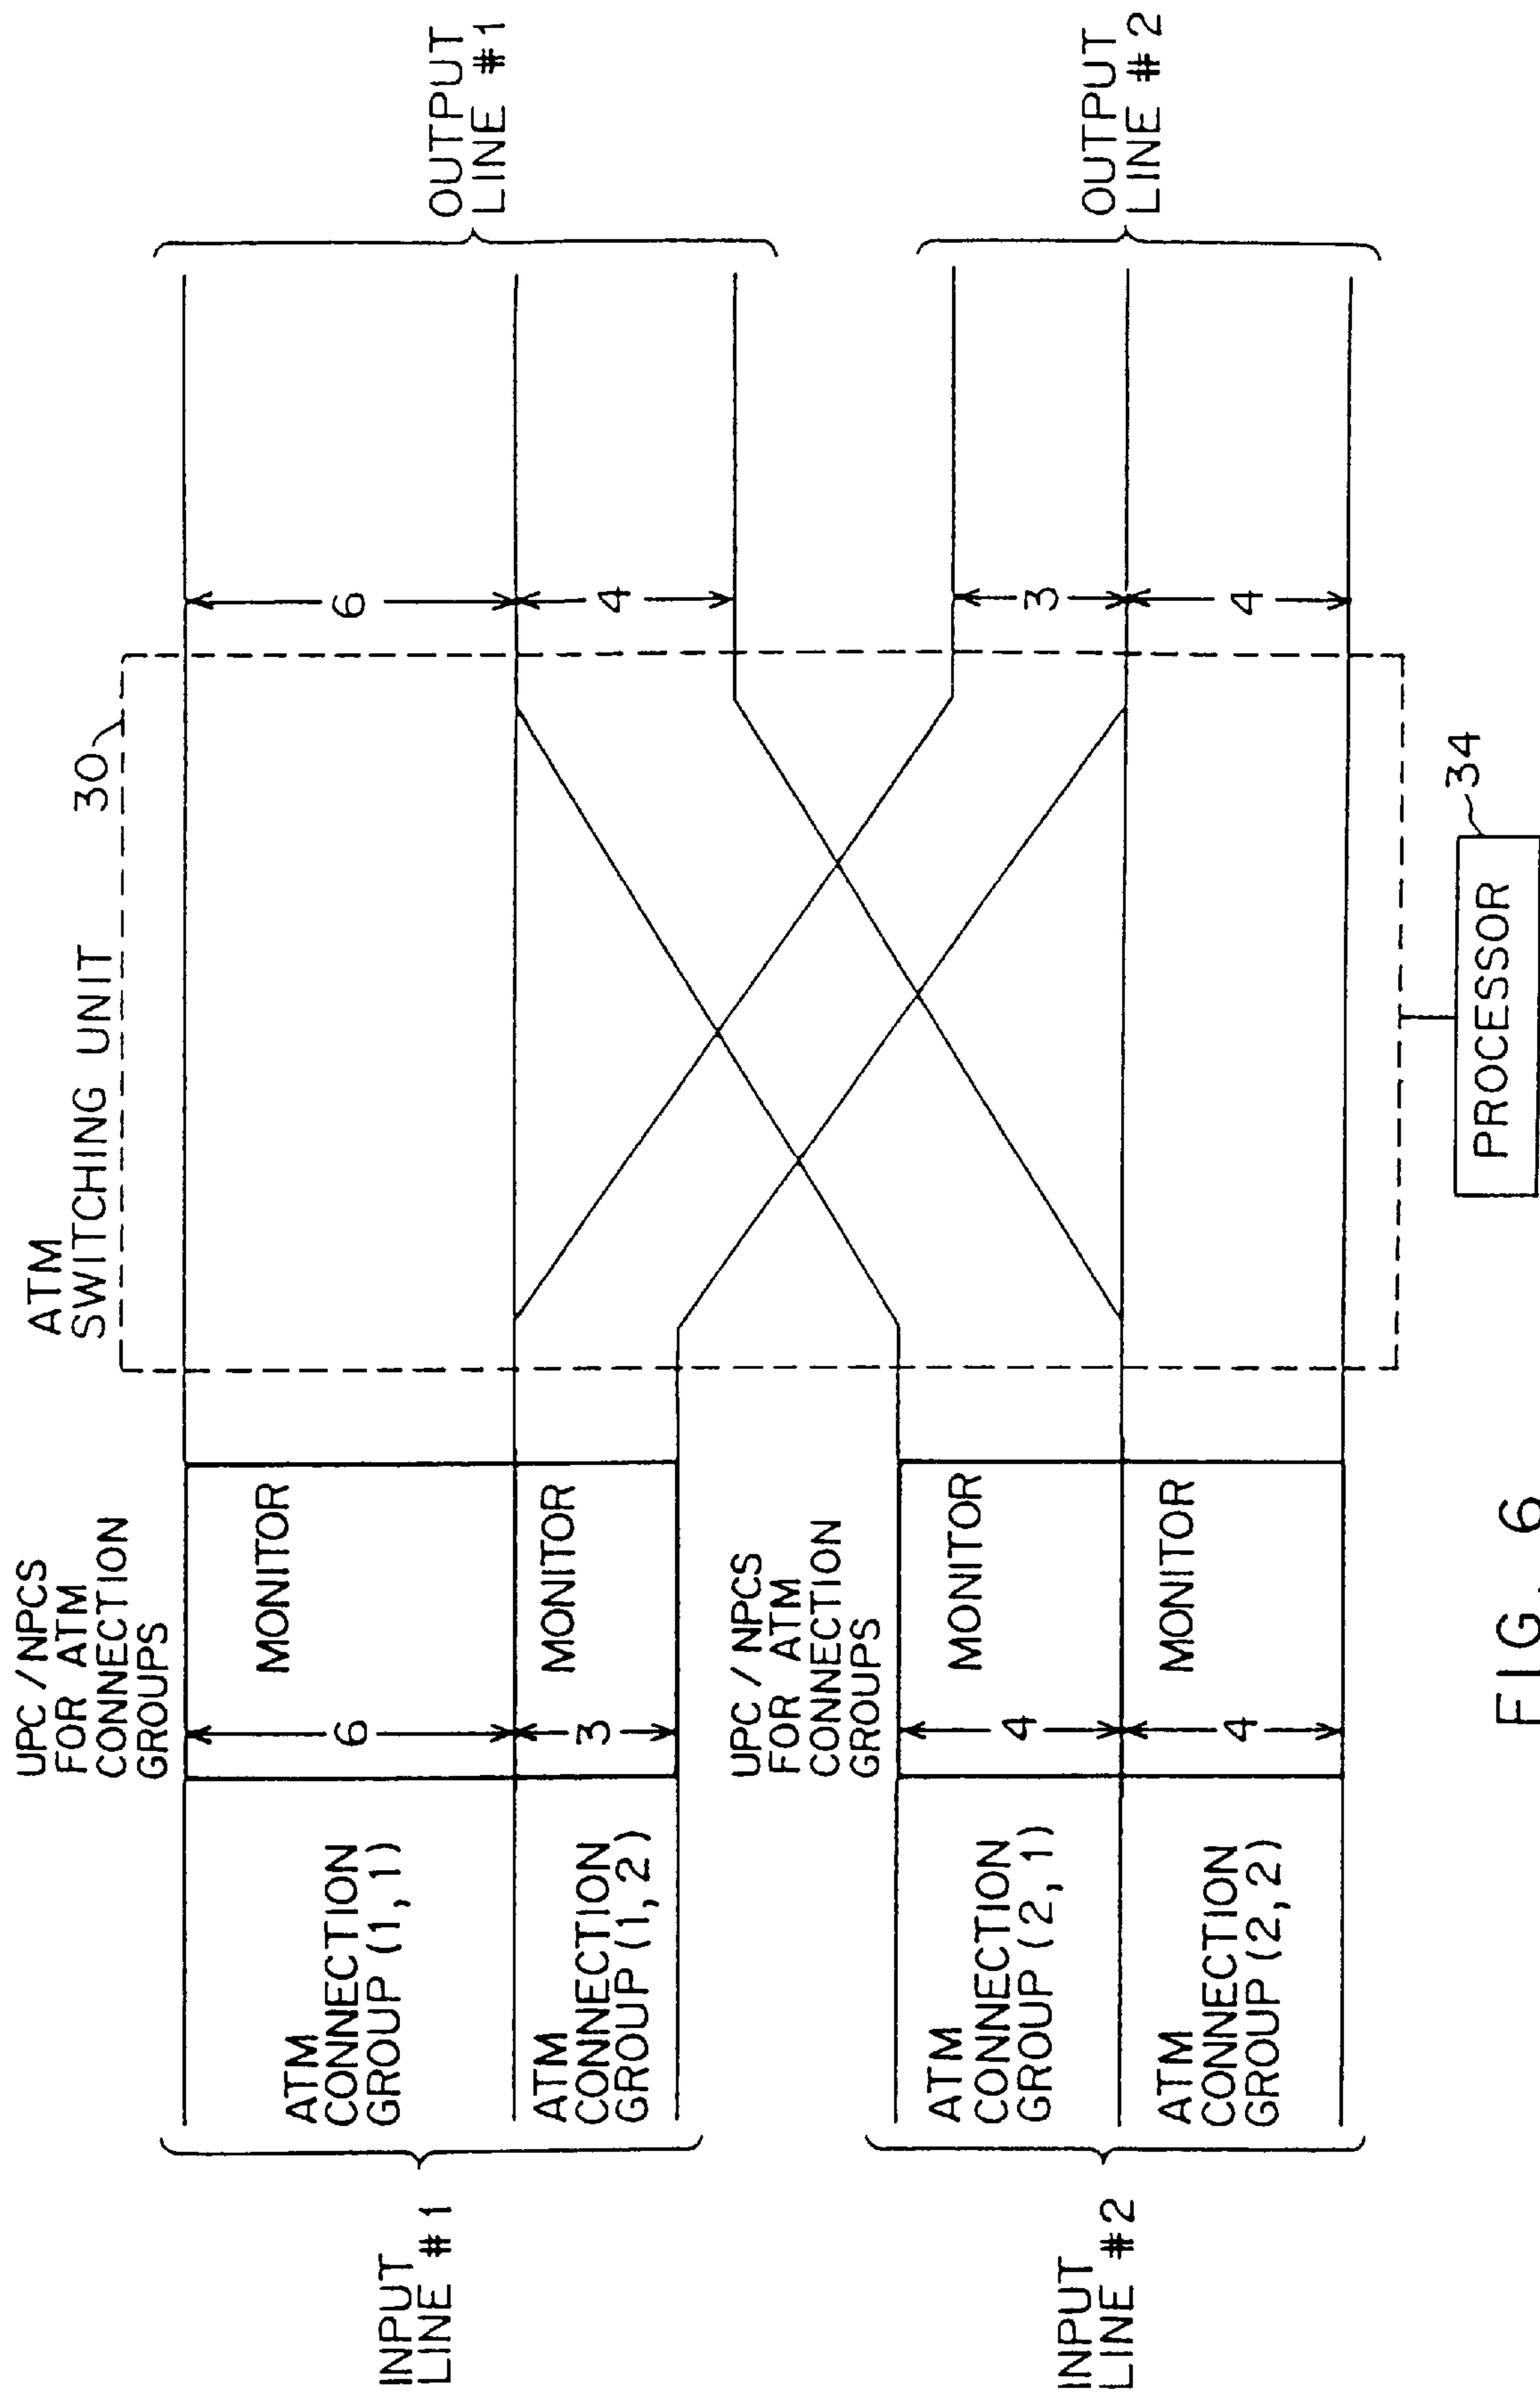 ATM
SWITCHING UNIT 30
UPC / NPCS
FOR ATM
CONNECTION
GROUPS
INPUT
LINE #1
ATM
CONNECTION
GROUP (1, 1)
6
MONITOR
6
OUTPUT
LINE #1
ATM
CONNECTION
GROUP (1, 2)
3
MONITOR
4
UPC / NPCS
FOR ATM
CONNECTION
GROUPS
INPUT
LINE #2
ATM
CONNECTION
GROUP (2, 1)
4
MONITOR
3
OUTPUT
LINE #2
ATM
CONNECTION
GROUP (2, 2)
4
MONITOR
4
34
PROCESSOR
FIG. 6